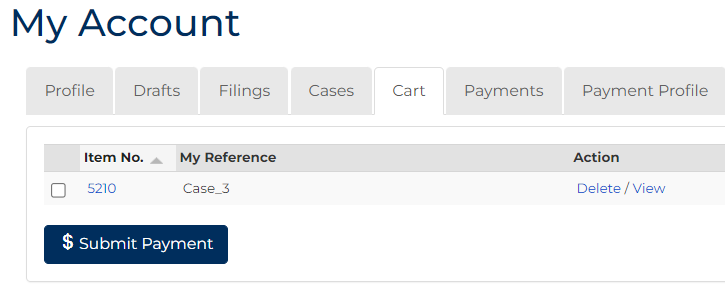 My Account
Profile Drafts Filings Cases Cart Payments Payment Profile
Item No. My Reference Action
5210 Case_3 Delete / View
$ Submit Payment